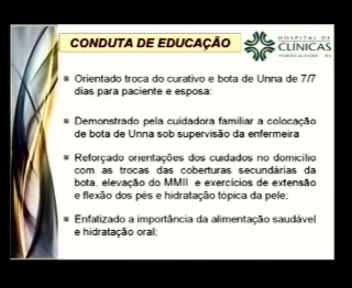 CONDUTA DE EDUCAÇÃO
HOSPITAL DE
CLÍNICAS
PORTO ALEGRE RS
Orientado troca do curativo e bota de Unna de 7/7
dias para paciente e esposa:
Demonstrado pela cuidadora familiar a colocação
de bota de Unna sob supervisão da enfermeira
Reforçado orientações dos cuidados no domicílio
com as trocas das coberturas secundárias da
bota, elevação do MMII e exercícios de extensão
e flexão dos pés e hidratação tópica da pele;
Enfatizado a importância da alimentação saudável
e hidratação oral;